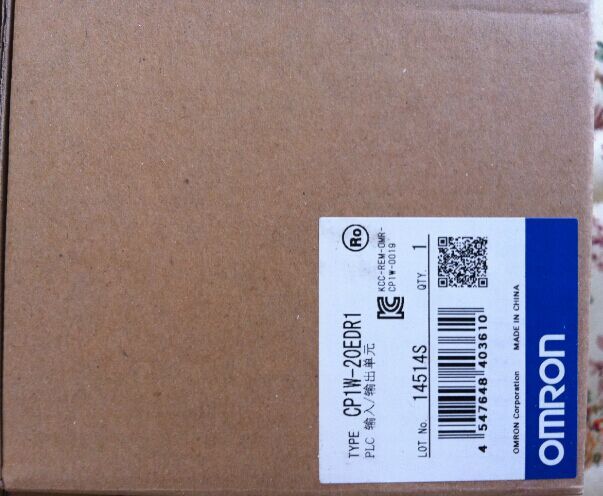 TYPE CP1W-20EDR1
PLC 输入/输出单元
Ro
KCC-REM-OMR-
CP1W-0019
LOT No. 14514S QTY. 1
4 547648 403610
OMRON Corporation MADE IN CHINA
OMRON